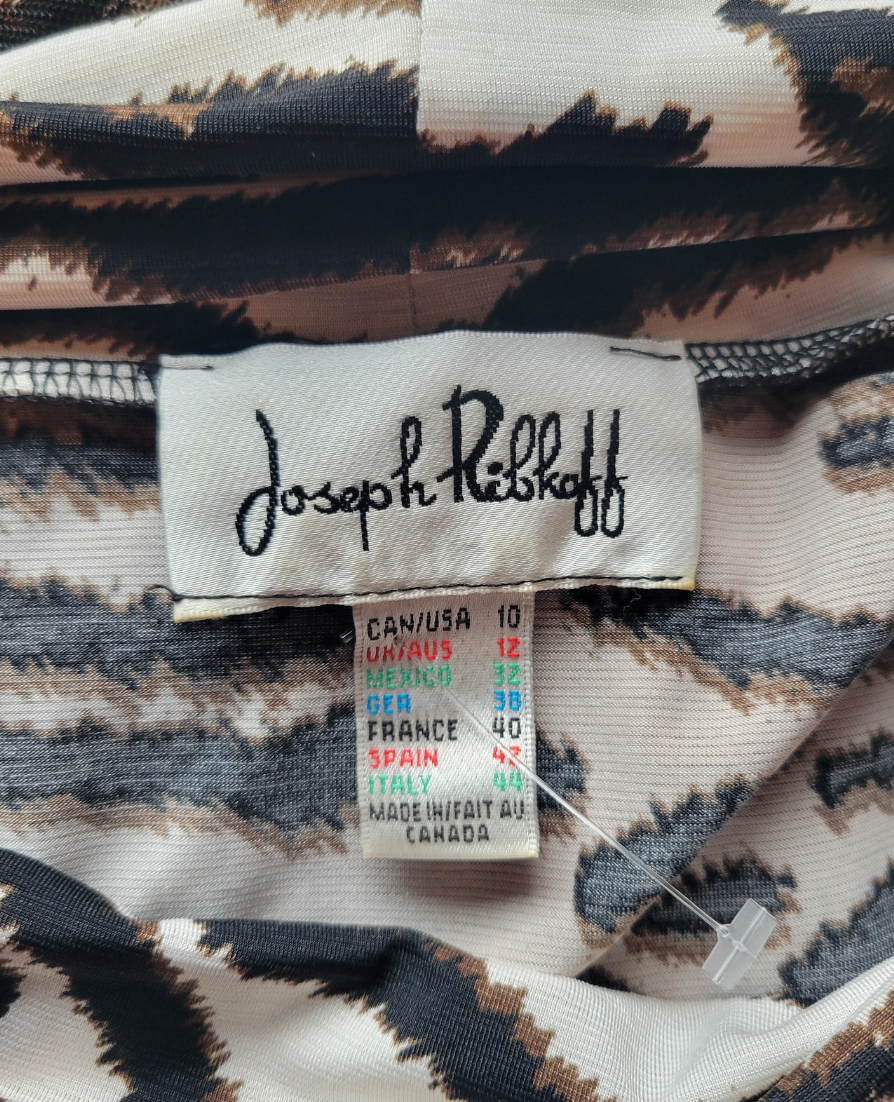 Joseph Ribkoff
CAN/USA 10
UK/AUS 12
MEXICO 32
GER 38
FRANCE 40
SPAIN 42
ITALY 44
MADE IN/FAIT AU
CANADA